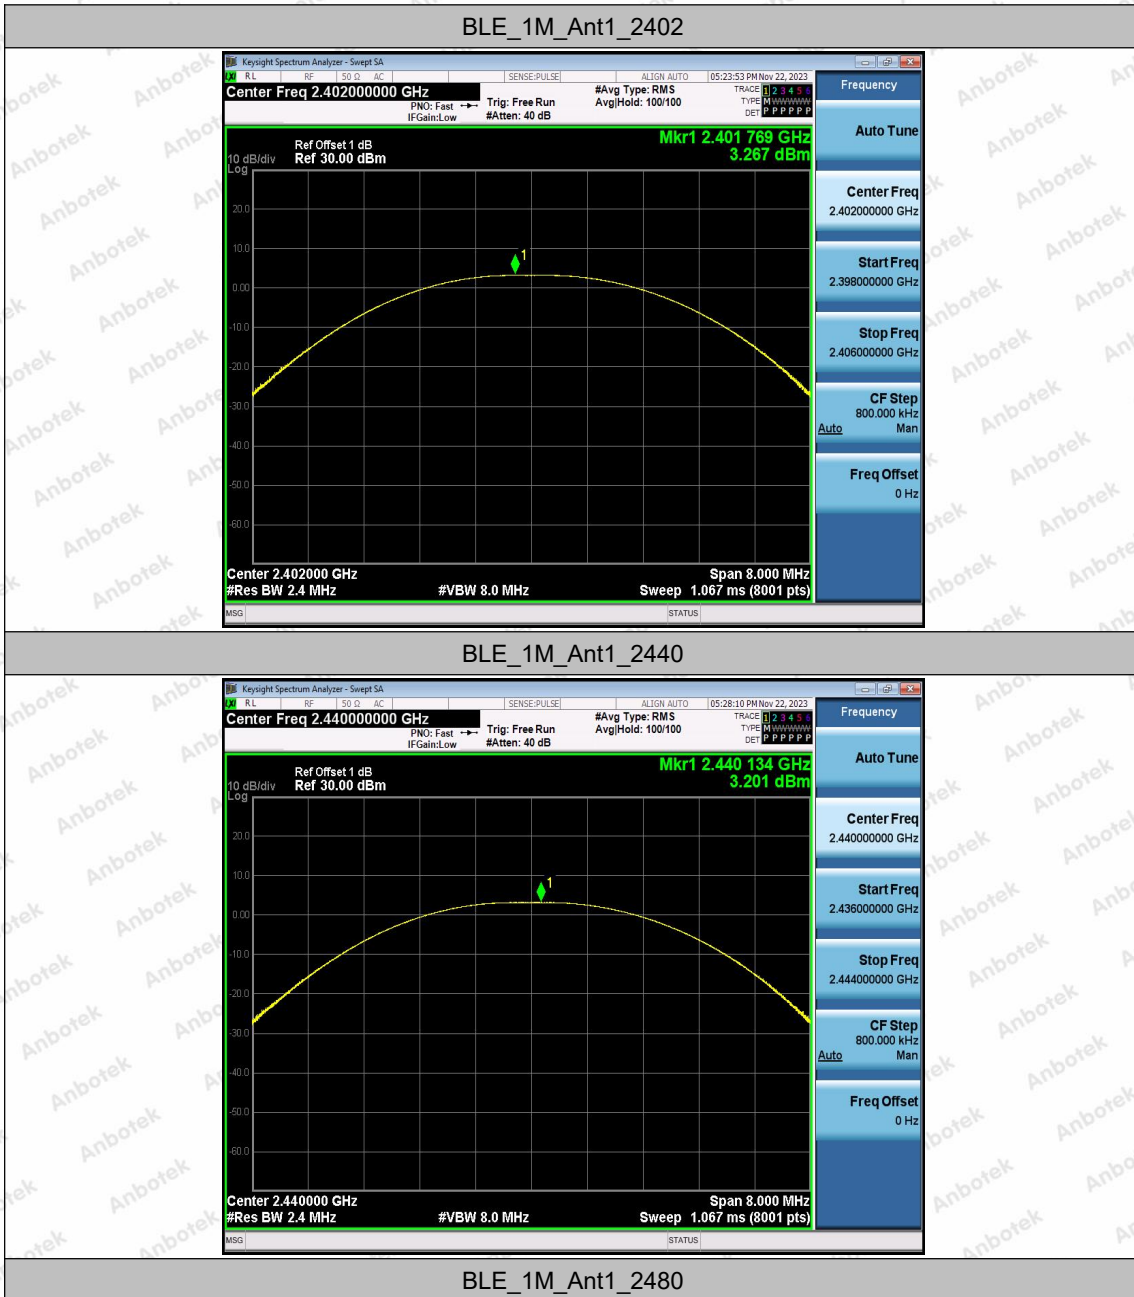 BLE_1M_Ant1_2402
Keysight Spectrum Analyzer - Swept SA
LXI RL RF 50 Ω AC SENSE:PULSE ALIGN AUTO 05:23:53 PM Nov 22, 2023
Center Freq 2.402000000 GHz
PNO: Fast
IFGain:Low
Trig: Free Run
#Atten: 40 dB
#Avg Type: RMS
Avg|Hold: 100/100
TRACE 1 2 3 4 5 6
TYPE M W W W W W
DET P P P P P P
Frequency
Ref Offset 1 dB
10 dB/div Ref 30.00 dBm
Log
Mkr1 2.401 769 GHz
3.267 dBm
20.0
10.0
0.00
-10.0
-20.0
-30.0
-40.0
-50.0
-60.0
1
Center 2.402000 GHz
Span 8.000 MHz
#Res BW 2.4 MHz
#VBW 8.0 MHz
Sweep 1.067 ms (8001 pts)
Auto Tune
Center Freq
2.402000000 GHz
Start Freq
2.398000000 GHz
Stop Freq
2.406000000 GHz
CF Step
800.000 kHz
Auto Man
Freq Offset
0 Hz
MSG STATUS
BLE_1M_Ant1_2440
Keysight Spectrum Analyzer - Swept SA
LXI RL RF 50 Ω AC SENSE:PULSE ALIGN AUTO 05:28:10 PM Nov 22, 2023
Center Freq 2.440000000 GHz
PNO: Fast
IFGain:Low
Trig: Free Run
#Atten: 40 dB
#Avg Type: RMS
Avg|Hold: 100/100
TRACE 1 2 3 4 5 6
TYPE M W W W W W
DET P P P P P P
Frequency
Ref Offset 1 dB
10 dB/div Ref 30.00 dBm
Log
Mkr1 2.440 134 GHz
3.201 dBm
20.0
10.0
0.00
-10.0
-20.0
-30.0
-40.0
-50.0
-60.0
1
Center 2.440000 GHz
Span 8.000 MHz
#Res BW 2.4 MHz
#VBW 8.0 MHz
Sweep 1.067 ms (8001 pts)
Auto Tune
Center Freq
2.440000000 GHz
Start Freq
2.436000000 GHz
Stop Freq
2.444000000 GHz
CF Step
800.000 kHz
Auto Man
Freq Offset
0 Hz
MSG STATUS
BLE_1M_Ant1_2480
Anbotek